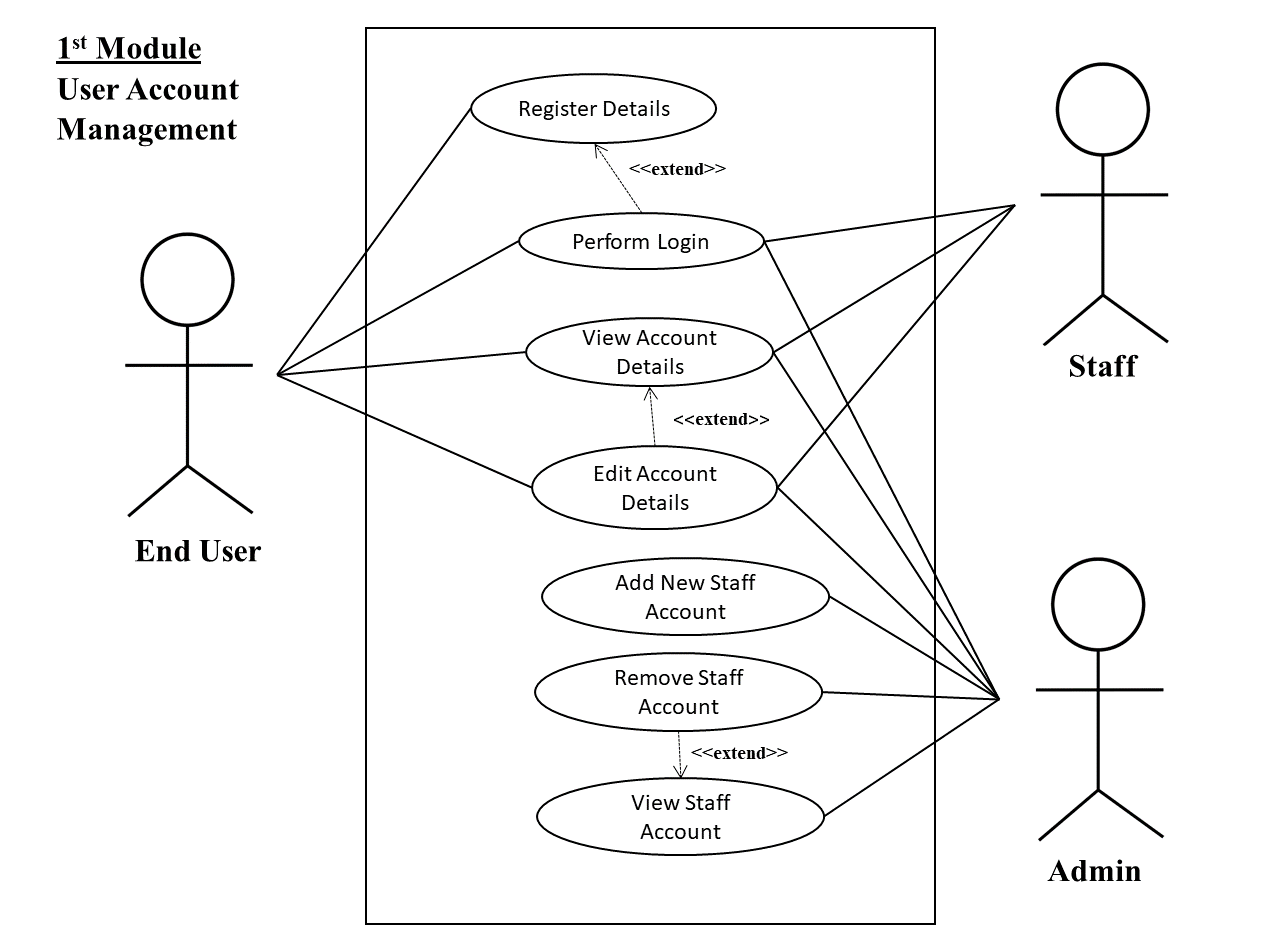 1st Module
User Account
Management
Register Details
<<extend>>
Perform Login
View Account
Details
<<extend>>
Edit Account
Details
Add New Staff
Account
Remove Staff
Account
<<extend>>
View Staff
Account
End User
Staff
Admin